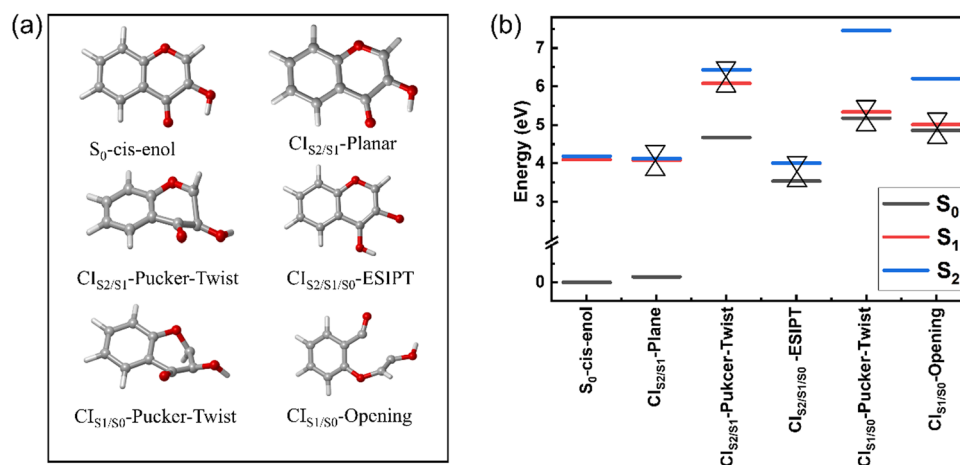 (a)
S0-cis-enol
CIS2/S1-Planar
CIS2/S1-Pucker-Twist
CIS2/S1/S0-ESIPT
CIS1/S0-Pucker-Twist
CIS1/S0-Opening
(b)
Energy (eV)
7
6
5
4
3
0
S0
S1
S2
S0-cis-enol
CIS2/S1-Plane
CIS2/S1-Pukcer-Twist
CIS2/S1/S0-ESIPT
CIS1/S0-Pucker-Twist
CIS1/S0-Opening